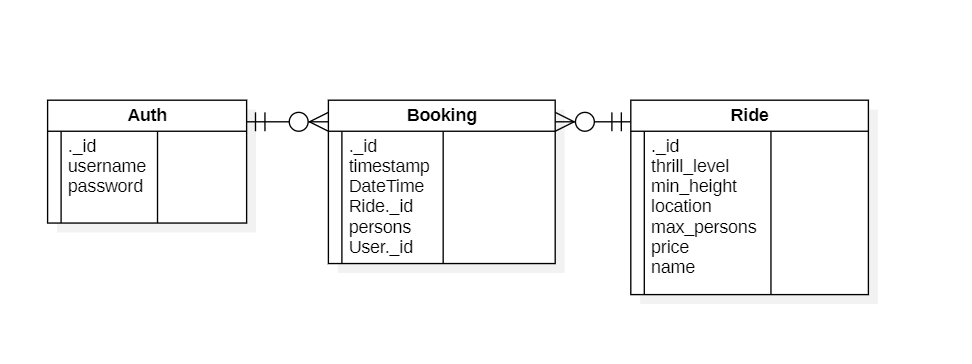 Auth
._id
username
password
Booking
._id
timestamp
DateTime
Ride._id
persons
User._id
Ride
._id
thrill_level
min_height
location
max_persons
price
name